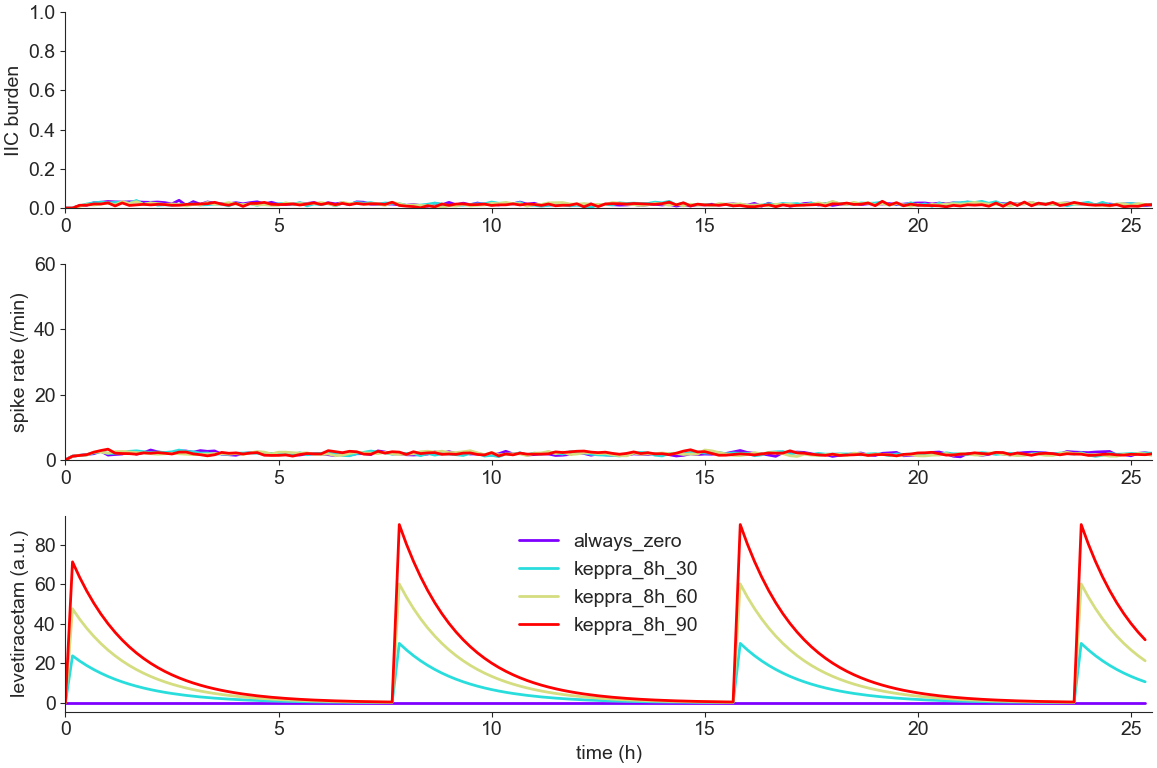 IIC burden
1.0
0.8
0.6
0.4
0.2
0.0
0 5 10 15 20 25
spike rate (/min)
60
40
20
0
0 5 10 15 20 25
levetiracetam (a.u.)
80
60
40
20
0
always_zero
keppra_8h_30
keppra_8h_60
keppra_8h_90
0 5 10 15 20 25
time (h)